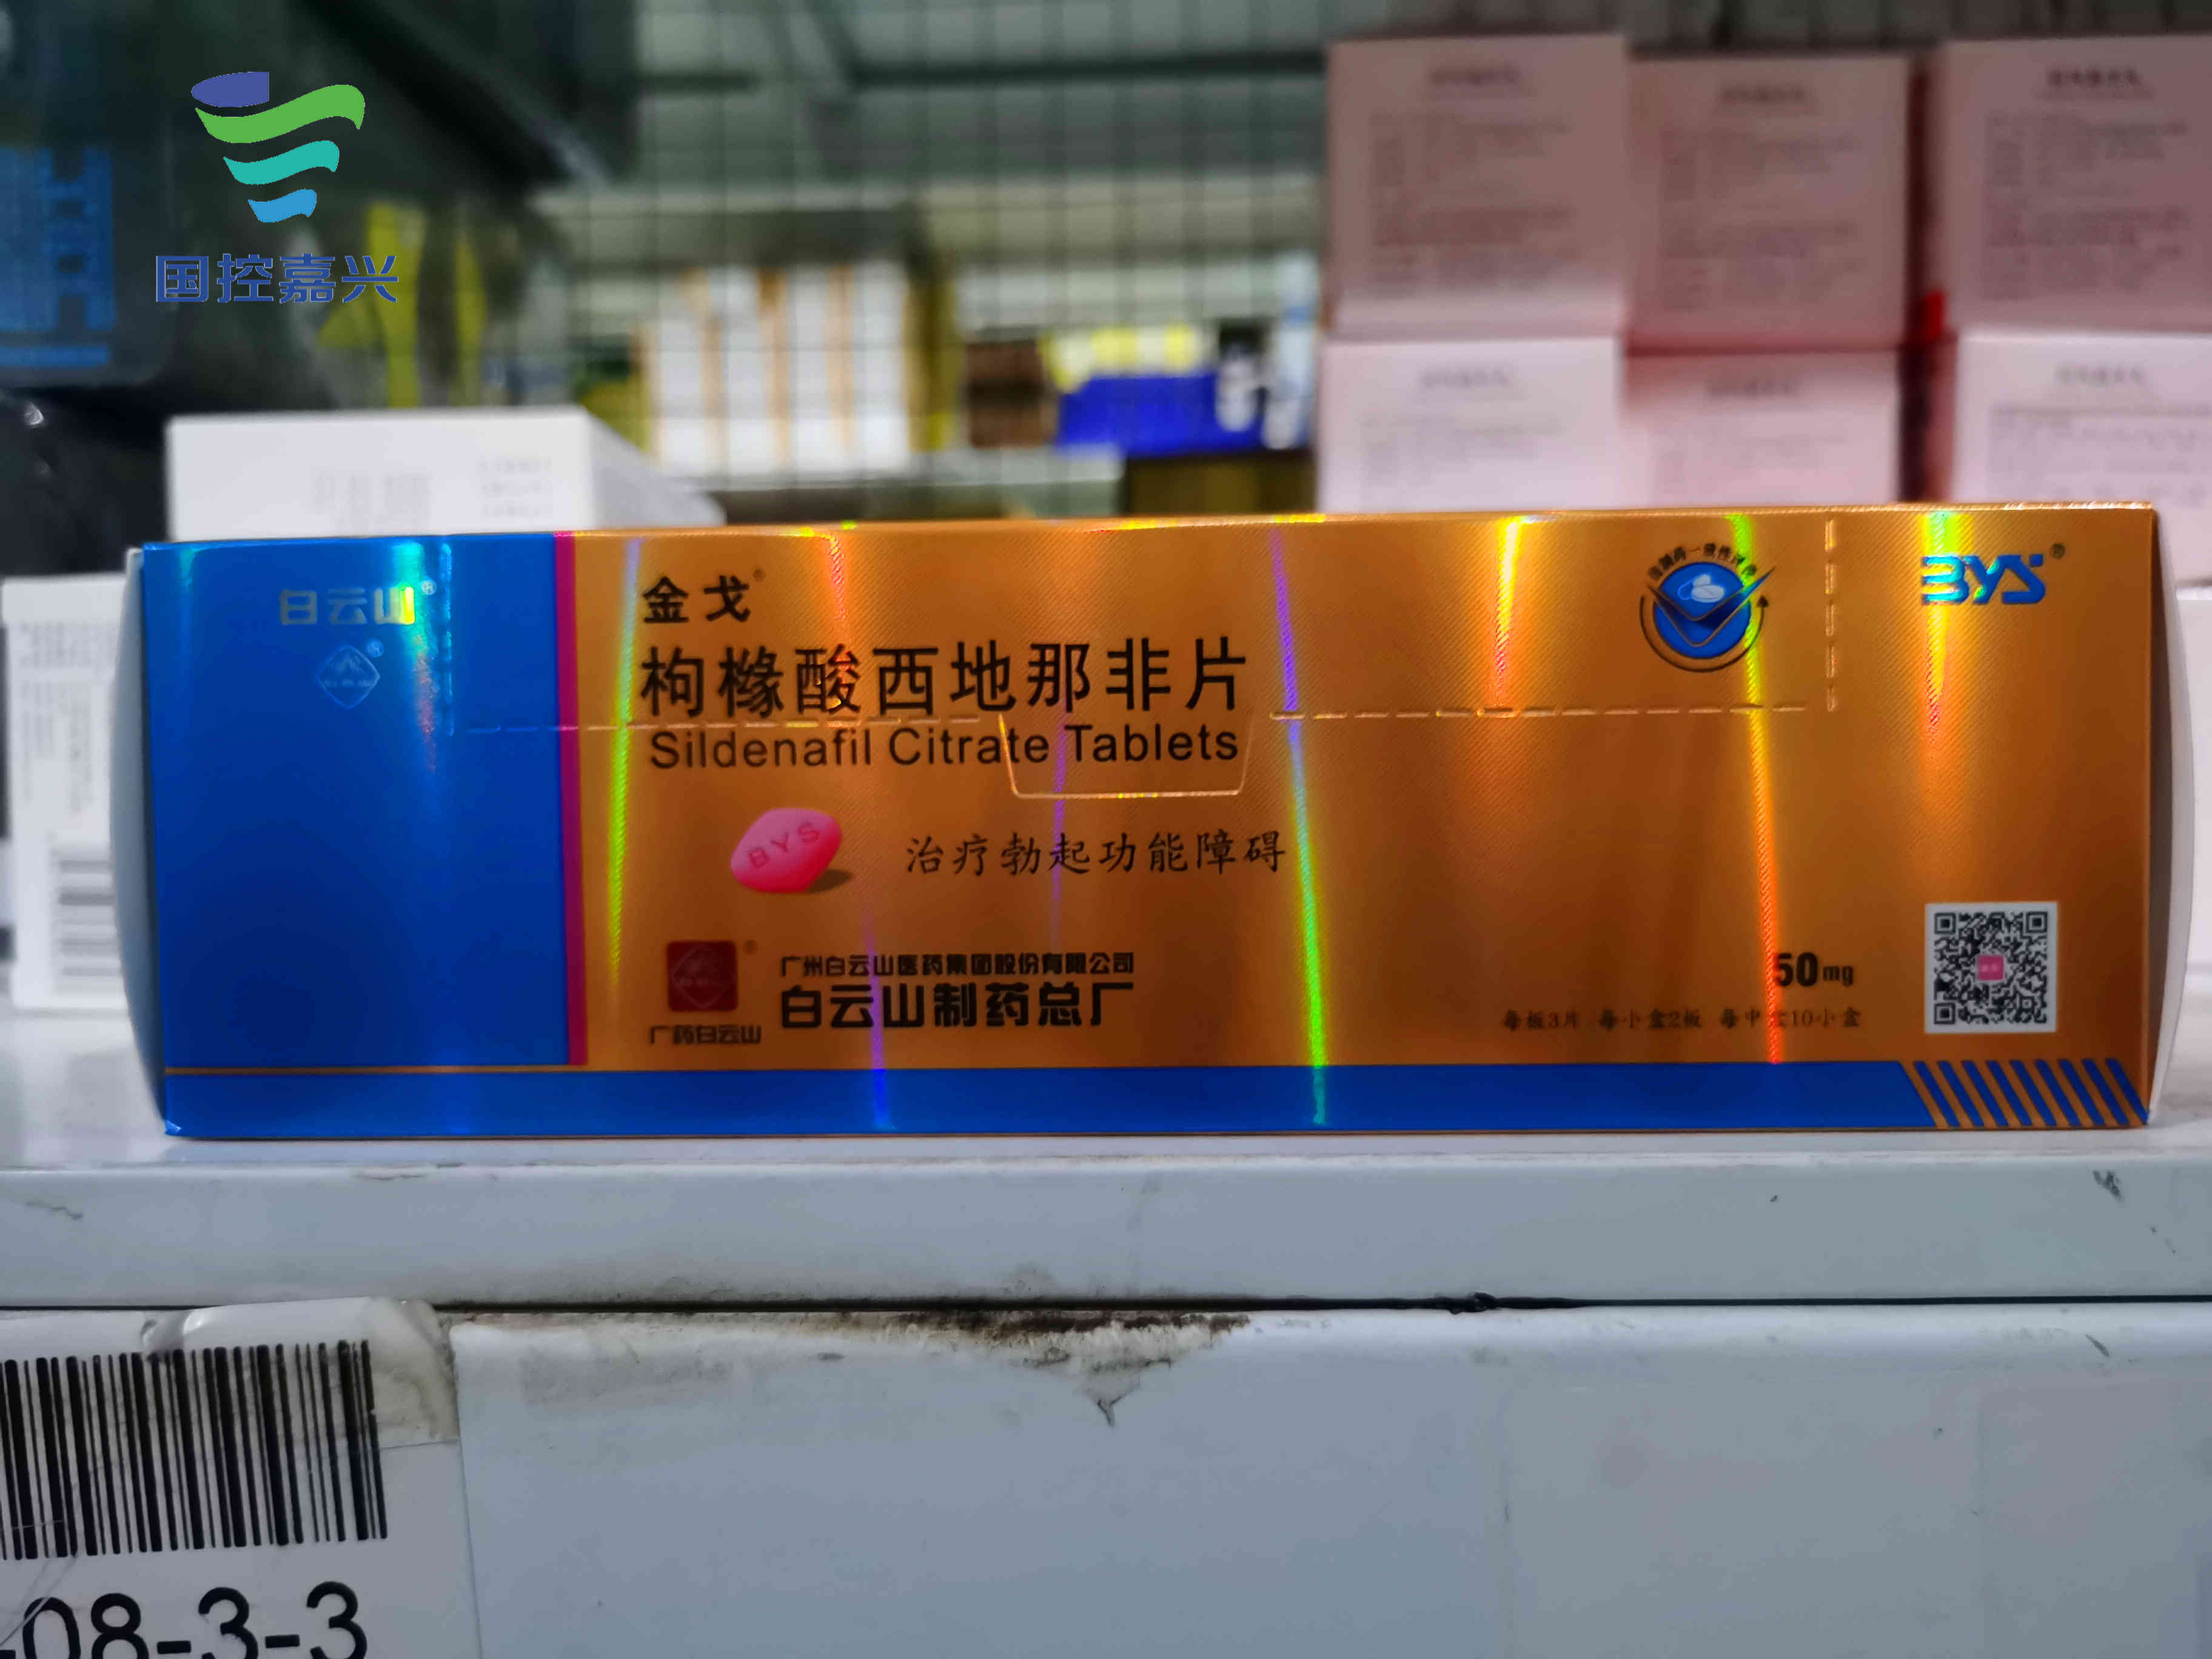 国控嘉兴
白云山®
BYS®
金戈®
枸橼酸西地那非片
Sildenafil Citrate Tablets
BYS
治疗勃起功能障碍
广药白云山
广州白云山医药集团股份有限公司
白云山制药总厂
50mg
每板3片 每小盒2板 每中盒10小盒
-08-3-3